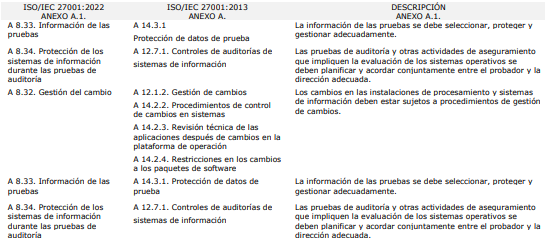 ISO/IEC 27001:2022
ANEXO A.1.
ISO/IEC 27001:2013
ANEXO A.
DESCRIPCIÓN
ANEXO A.1.
A 8.33. Información de las
pruebas
A 14.3.1
Protección de datos de prueba
La información de las pruebas se debe seleccionar, proteger y
gestionar adecuadamente.
A 8.34. Protección de los
sistemas de información
durante las pruebas de
auditoría
A 12.7.1. Controles de auditorías de
sistemas de información
Las pruebas de auditoría y otras actividades de aseguramiento
que impliquen la evaluación de los sistemas operativos se
deben planificar y acordar conjuntamente entre el probador y la
dirección adecuada.
A 8.32. Gestión del cambio
A 12.1.2. Gestión de cambios
A 14.2.2. Procedimientos de control
de cambios en sistemas
A 14.2.3. Revisión técnica de las
aplicaciones después de cambios en la
plataforma de operación
A 14.2.4. Restricciones en los cambios
a los paquetes de software
Los cambios en las instalaciones de procesamiento y sistemas
de información deben estar sujetos a procedimientos de gestión
de cambios.
A 8.33. Información de las
pruebas
A 14.3.1. Protección de datos de
prueba
La información de las pruebas se debe seleccionar, proteger y
gestionar adecuadamente.
A 8.34. Protección de los
sistemas de información
durante las pruebas de
auditoría
A 12.7.1. Controles de auditorías de
sistemas de información
Las pruebas de auditoría y otras actividades de aseguramiento
que impliquen la evaluación de los sistemas operativos se
deben planificar y acordar conjuntamente entre el probador y la
dirección adecuada.